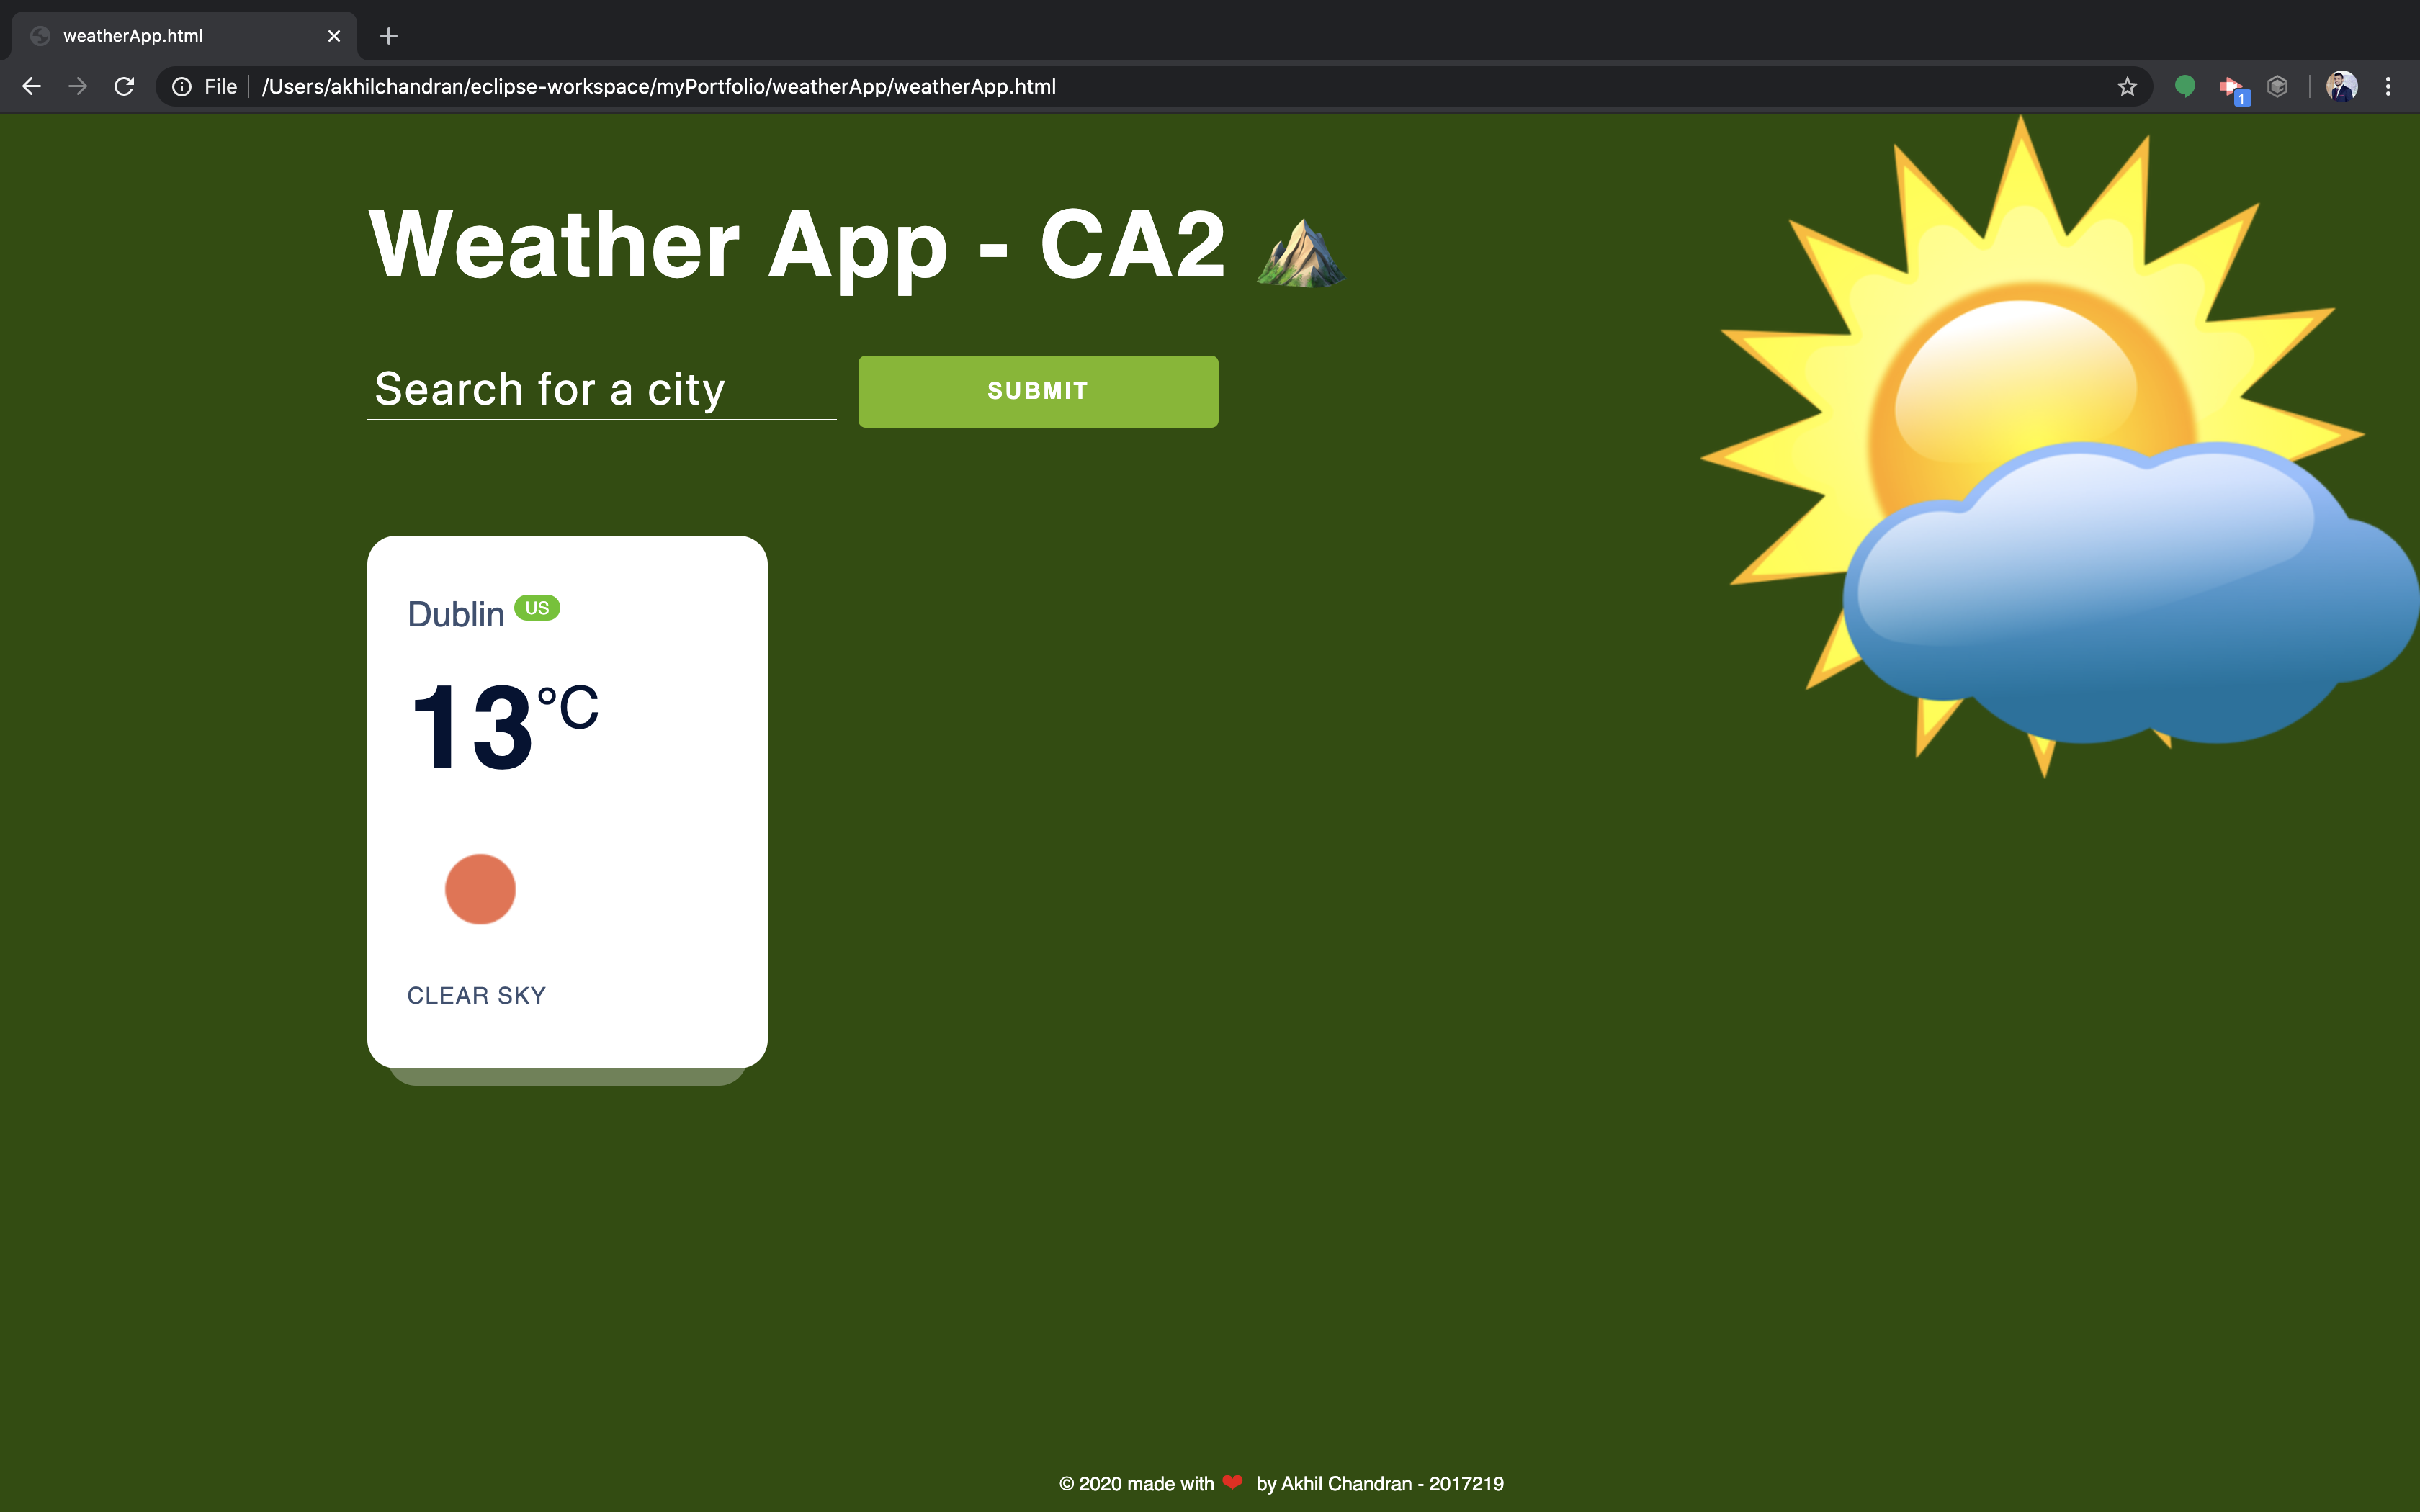 weatherApp.html
File /Users/akhilchandran/eclipse-workspace/myPortfolio/weatherApp/weatherApp.html
1
Weather App - CA2
Search for a city
SUBMIT
Dublin US
13°C
CLEAR SKY
© 2020 made with ❤ by Akhil Chandran - 2017219